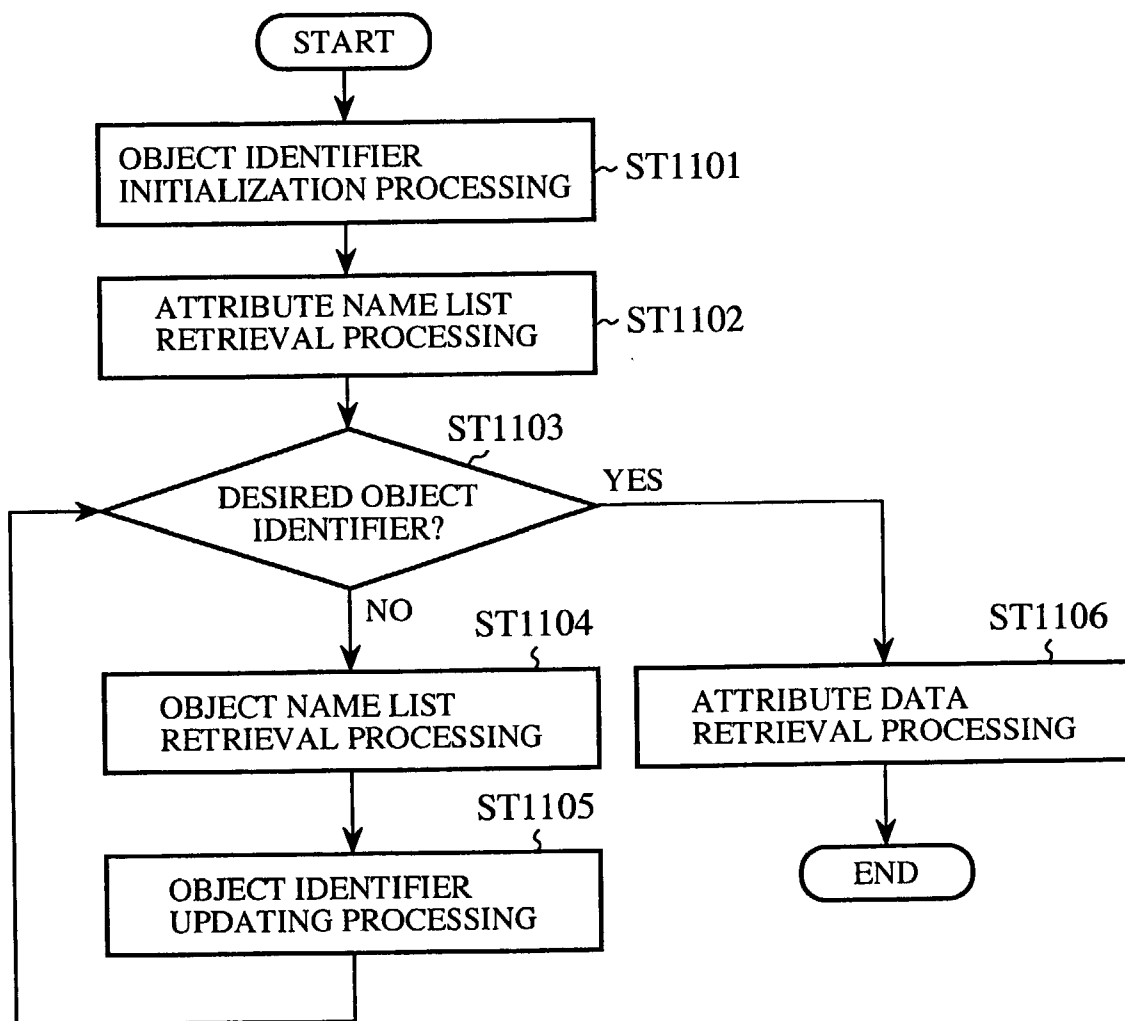 START
OBJECT IDENTIFIER
INITIALIZATION PROCESSING
ST1101
ATTRIBUTE NAME LIST
RETRIEVAL PROCESSING
ST1102
ST1103
DESIRED OBJECT
IDENTIFIER?
YES
NO
ST1104
OBJECT NAME LIST
RETRIEVAL PROCESSING
ST1106
ATTRIBUTE DATA
RETRIEVAL PROCESSING
ST1105
OBJECT IDENTIFIER
UPDATING PROCESSING
END